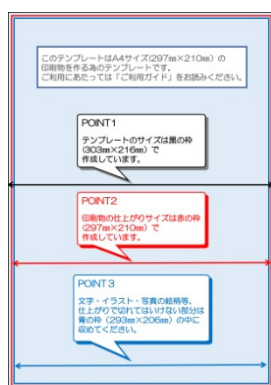 このテンプレートはA4サイズ(297㎜×210㎜)の
印刷物を作る為のテンプレートです。
ご利用にあたっては「ご利用ガイド」をお読みください。
POINT1
テンプレートのサイズは黒の枠
(303㎜×216㎜)で
作成しています。
POINT2
印刷物の仕上がりサイズは赤の枠
(297㎜×210㎜)で
作成しています。
POINT3
文字・イラスト・写真の絵柄等、
仕上がりで切れてはいけない部分は
青の枠(293㎜×206㎜)の中に
収めてください。